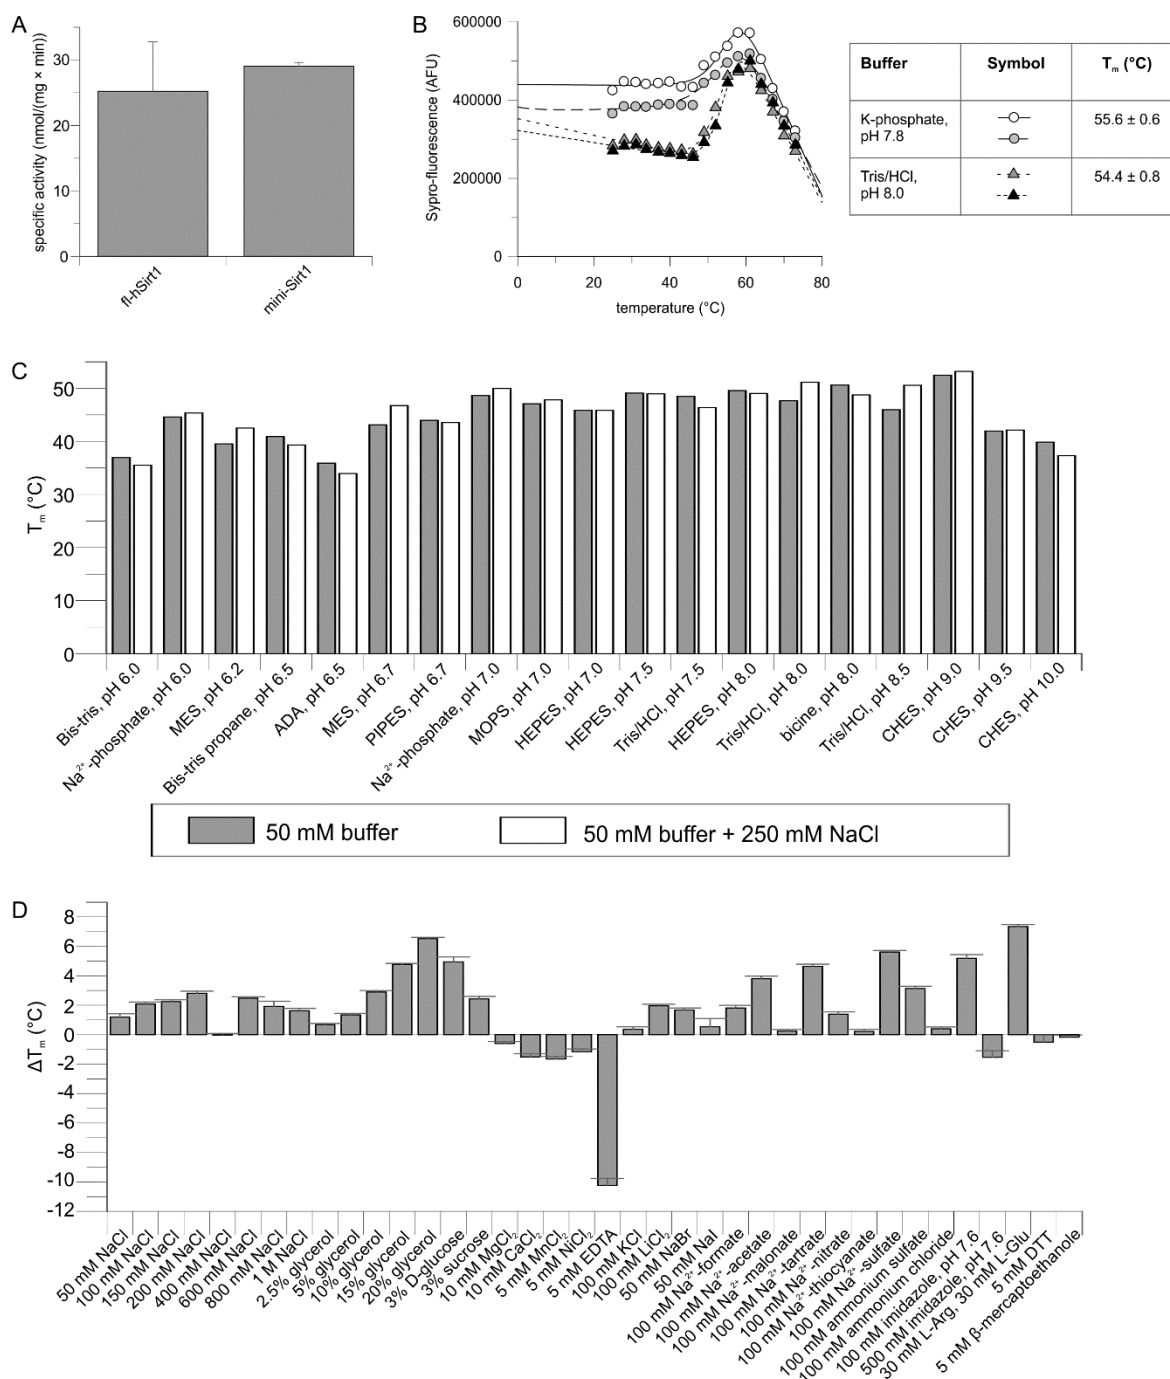 A
specific activity (nmol/(mg × min))
30
20
10
0
fl-hSirt1
mini-Sirt1
B
Sypro-fluorescence (AFU)
600000
400000
200000
0
0
20
40
60
80
temperature (°C)
Buffer Symbol Tm (°C)
K-phosphate, pH 7.8 55.6 ± 0.6
Tris/HCl, pH 8.0 54.4 ± 0.8
C
Tm (°C)
50
40
30
20
10
0
Bis-tris, pH 6.0
Na²⁺-phosphate, pH 6.0
MES, pH 6.2
Bis-tris propane, pH 6.5
ADA, pH 6.5
MES, pH 6.7
PIPES, pH 6.7
Na²⁺-phosphate, pH 7.0
MOPS, pH 7.0
HEPES, pH 7.0
HEPES, pH 7.5
Tris/HCl, pH 7.5
HEPES, pH 8.0
Tris/HCl, pH 8.0
bicine, pH 8.0
Tris/HCl, pH 8.5
CHES, pH 9.0
CHES, pH 9.5
CHES, pH 10.0
50 mM buffer
50 mM buffer + 250 mM NaCl
D
ΔTm (°C)
8
6
4
2
0
-2
-4
-6
-8
-10
-12
50 mM NaCl
100 mM NaCl
150 mM NaCl
200 mM NaCl
400 mM NaCl
600 mM NaCl
800 mM NaCl
1 M NaCl
2.5% glycerol
5% glycerol
10% glycerol
15% glycerol
20% glycerol
3% D-glucose
3% sucrose
10 mM MgCl₂
10 mM CaCl₂
5 mM MnCl₂
5 mM NiCl₂
5 mM EDTA
100 mM KCl
100 mM LiCl₂
50 mM NaBr
50 mM NaI
100 mM Na²⁺-formate
100 mM Na²⁺-acetate
100 mM Na²⁺-malonate
100 mM Na²⁺-tartrate
100 mM Na²⁺-nitrate
100 mM Na²⁺-thiocyanate
100 mM Na²⁺-sulfate
100 mM ammonium sulfate
100 mM ammonium chloride
100 mM imidazole, pH 7.6
500 mM imidazole, pH 7.6
30 mM L-Arg, 30 mM L-Glu
5 mM DTT
5 mM β-mercaptoethanole